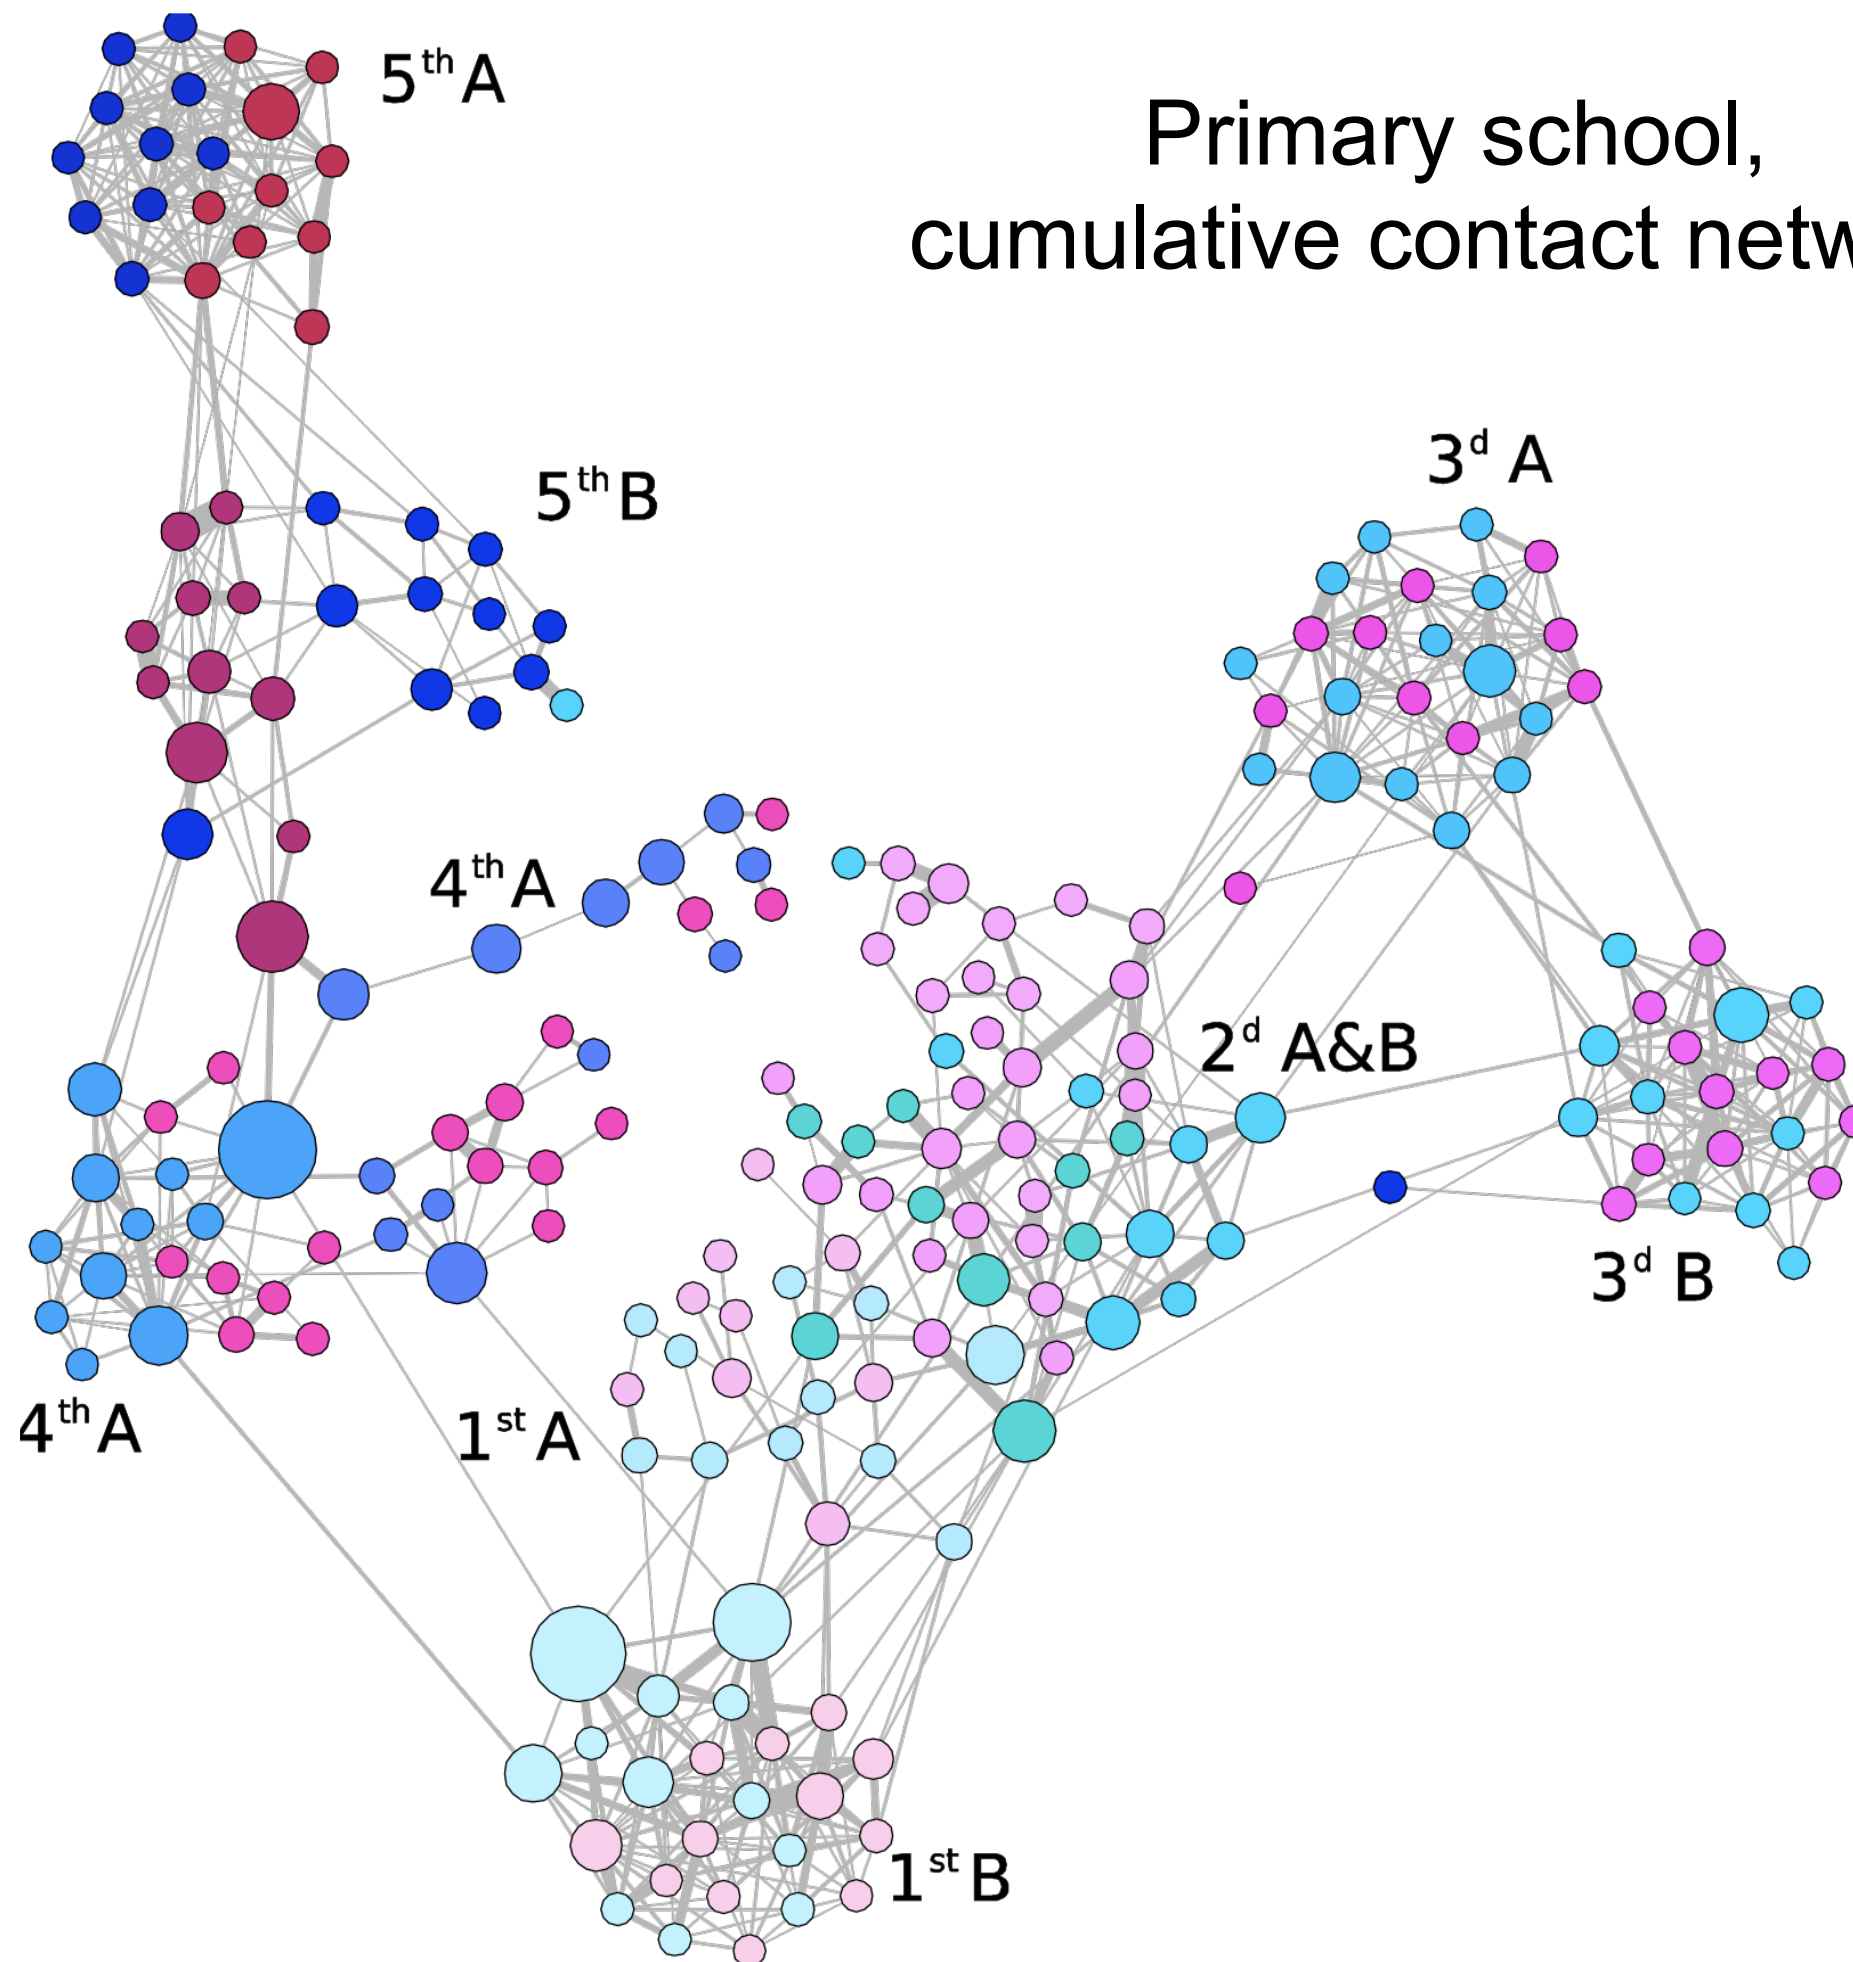 5th A
Primary school,
cumulative contact netw
5th B
3d A
4th A
2d A&B
3d B
4th A
1st A
1st B